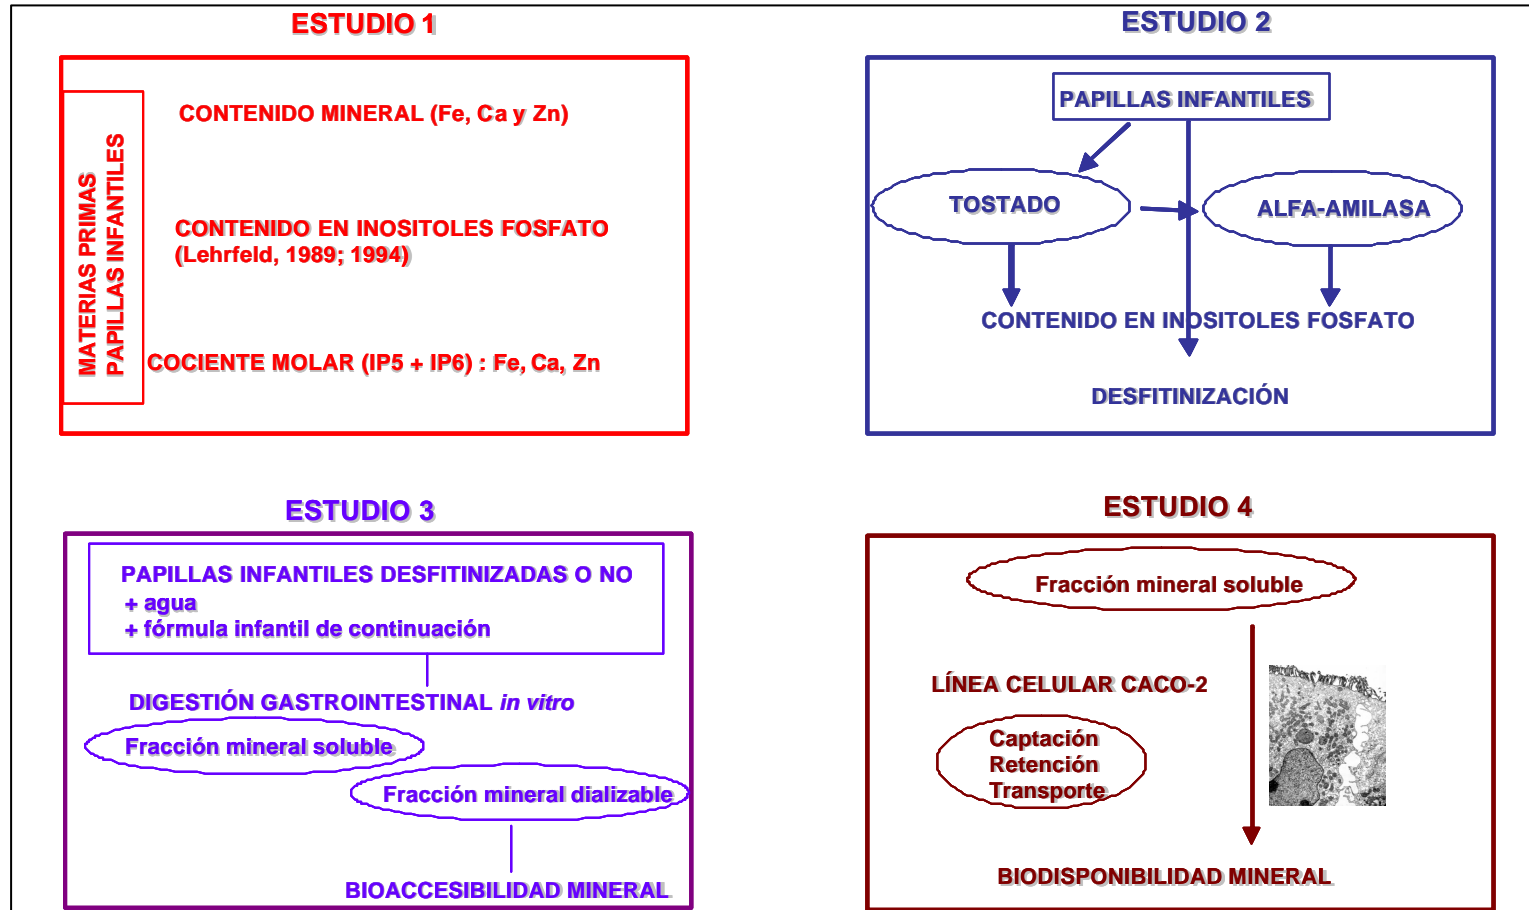 ESTUDIO 1
MATERIAS PRIMAS
PAPILLAS INFANTILES
CONTENIDO MINERAL (Fe, Ca y Zn)
CONTENIDO EN INOSITOLES FOSFATO
(Lehrfeld, 1989; 1994)
COCIENTE MOLAR (IP5 + IP6) : Fe, Ca, Zn
ESTUDIO 2
PAPILLAS INFANTILES
TOSTADO
ALFA-AMILASA
CONTENIDO EN INOSITOLES FOSFATO
DESFITINIZACIÓN
ESTUDIO 3
PAPILLAS INFANTILES DESFITINIZADAS O NO
+ agua
+ fórmula infantil de continuación
DIGESTIÓN GASTROINTESTINAL in vitro
Fracción mineral soluble
Fracción mineral dializable
BIOACCESIBILIDAD MINERAL
ESTUDIO 4
Fracción mineral soluble
LÍNEA CELULAR CACO-2
Captación
Retención
Transporte
BIODISPONIBILIDAD MINERAL